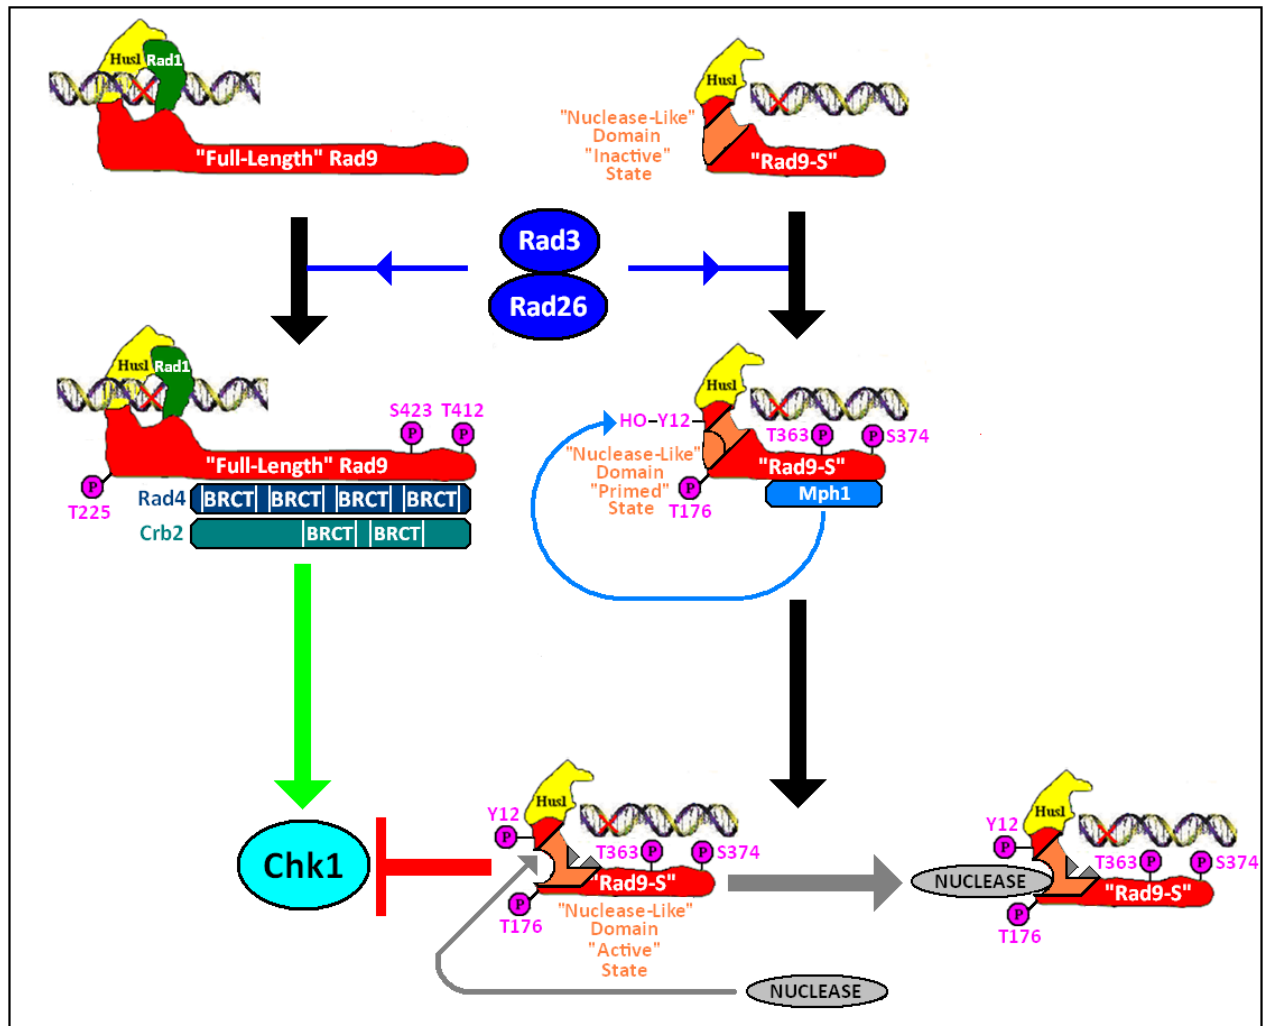 Hus1
Rad1
"Full-Length" Rad9
Hus1
"Nuclease-Like"
Domain
"Inactive"
State
"Rad9-S"
Rad3
Rad26
Hus1
Rad1
S423 T412
P P
"Full-Length" Rad9
P
T225
Rad4 BRCT BRCT BRCT BRCT
Crb2 BRCT BRCT
Hus1
HO-Y12
T363 P P S374
"Nuclease-Like"
Domain
"Primed"
State
"Rad9-S"
P
T176
Mph1
Chk1
Hus1
Y12
P
T363 P P S374
"Rad9-S"
P
T176
"Nuclease-Like"
Domain
"Active"
State
NUCLEASE
Hus1
Y12
P
T363 P P S374
NUCLEASE
"Rad9-S"
P
T176